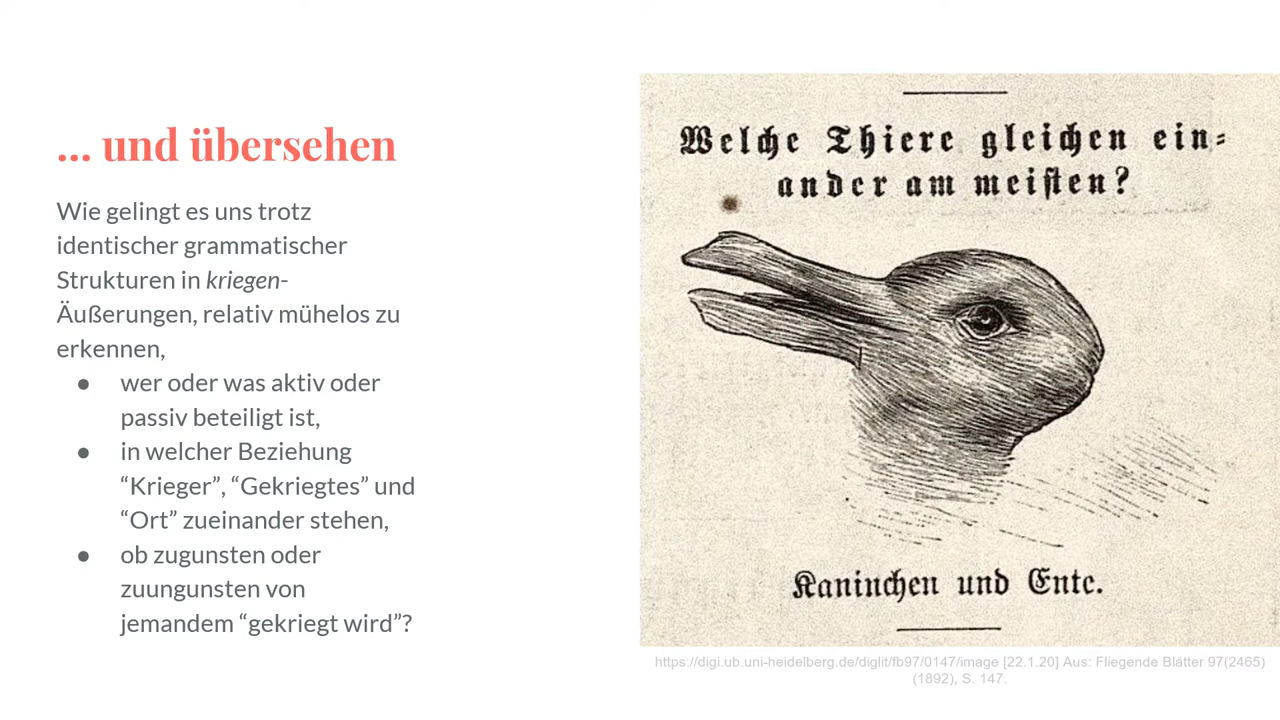 ... und übersehen
Wie gelingt es uns trotz
identischer grammatischer
Strukturen in kriegen-
Äußerungen, relativ mühelos zu
erkennen,
● wer oder was aktiv oder
passiv beteiligt ist,
● in welcher Beziehung
“Krieger”, “Gekriegtes” und
“Ort” zueinander stehen,
● ob zugunsten oder
zuungunsten von
jemandem “gekriegt wird”?
Welche Thiere gleichen ein-
ander am meisten?
Kaninchen und Ente.
https://digi.ub.uni-heidelberg.de/diglit/fb97/0147/image [22.1.20] Aus: Fliegende Blätter 97(2465)
(1892), S. 147.